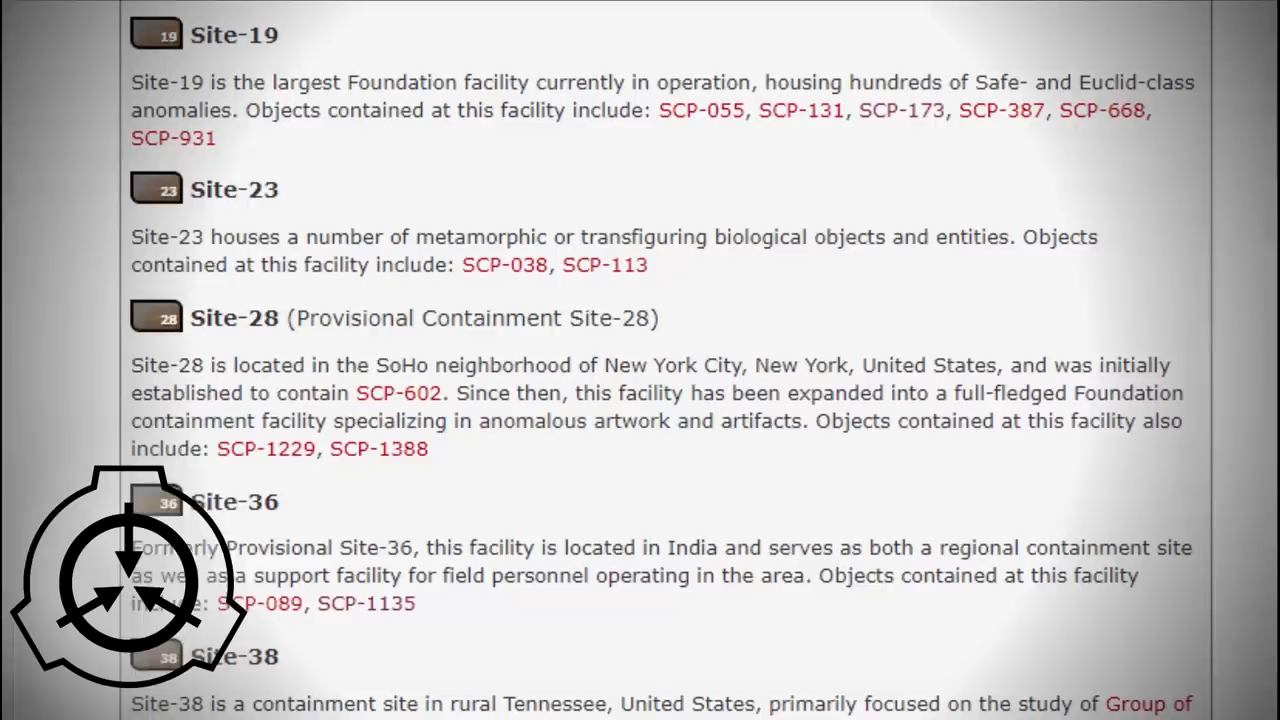 19 Site-19
Site-19 is the largest Foundation facility currently in operation, housing hundreds of Safe- and Euclid-class
anomalies. Objects contained at this facility include: SCP-055, SCP-131, SCP-173, SCP-387, SCP-668,
SCP-931
23 Site-23
Site-23 houses a number of metamorphic or transfiguring biological objects and entities. Objects
contained at this facility include: SCP-038, SCP-113
28 Site-28 (Provisional Containment Site-28)
Site-28 is located in the SoHo neighborhood of New York City, New York, United States, and was initially
established to contain SCP-602. Since then, this facility has been expanded into a full-fledged Foundation
containment facility specializing in anomalous artwork and artifacts. Objects contained at this facility also
include: SCP-1229, SCP-1388
36 Site-36
Formerly Provisional Site-36, this facility is located in India and serves as both a regional containment site
as well as a support facility for field personnel operating in the area. Objects contained at this facility
include: SCP-089, SCP-1135
38 Site-38
Site-38 is a containment site in rural Tennessee, United States, primarily focused on the study of Group of